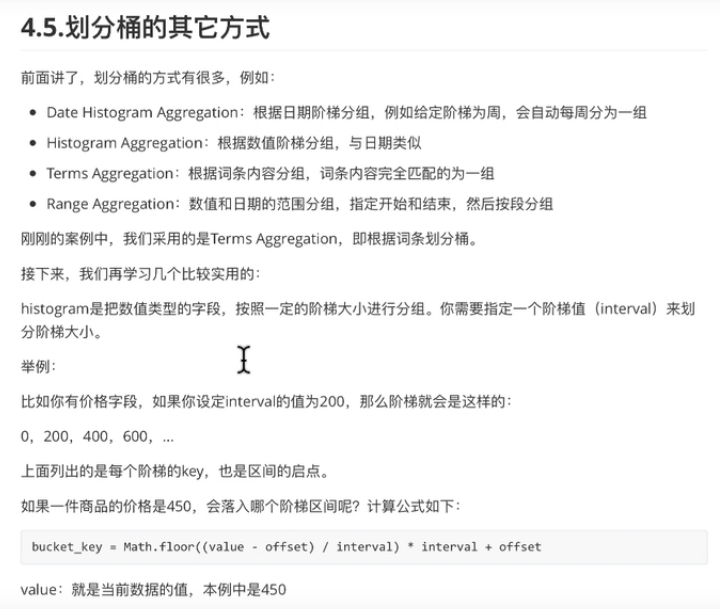 4.5.划分桶的其它方式
前面讲了，划分桶的方式有很多，例如：
• Date Histogram Aggregation：根据日期阶梯分组，例如给定阶梯为周，会自动每周分为一组
• Histogram Aggregation：根据数值阶梯分组，与日期类似
• Terms Aggregation：根据词条内容分组，词条内容完全匹配的为一组
• Range Aggregation：数值和日期的范围分组，指定开始和结束，然后按段分组
刚刚的案例中，我们采用的是Terms Aggregation，即根据词条划分桶。
接下来，我们再学习几个比较实用的：
histogram是把数值类型的字段，按照一定的阶梯大小进行分组。你需要指定一个阶梯值（interval）来划
分阶梯大小。
举例：
比如你有价格字段，如果你设定interval的值为200，那么阶梯就会是这样的：
0，200，400，600，...
上面列出的是每个阶梯的key，也是区间的启点。
如果一件商品的价格是450，会落入哪个阶梯区间呢？计算公式如下：
bucket_key = Math.floor((value - offset) / interval) * interval + offset
value：就是当前数据的值，本例中是450